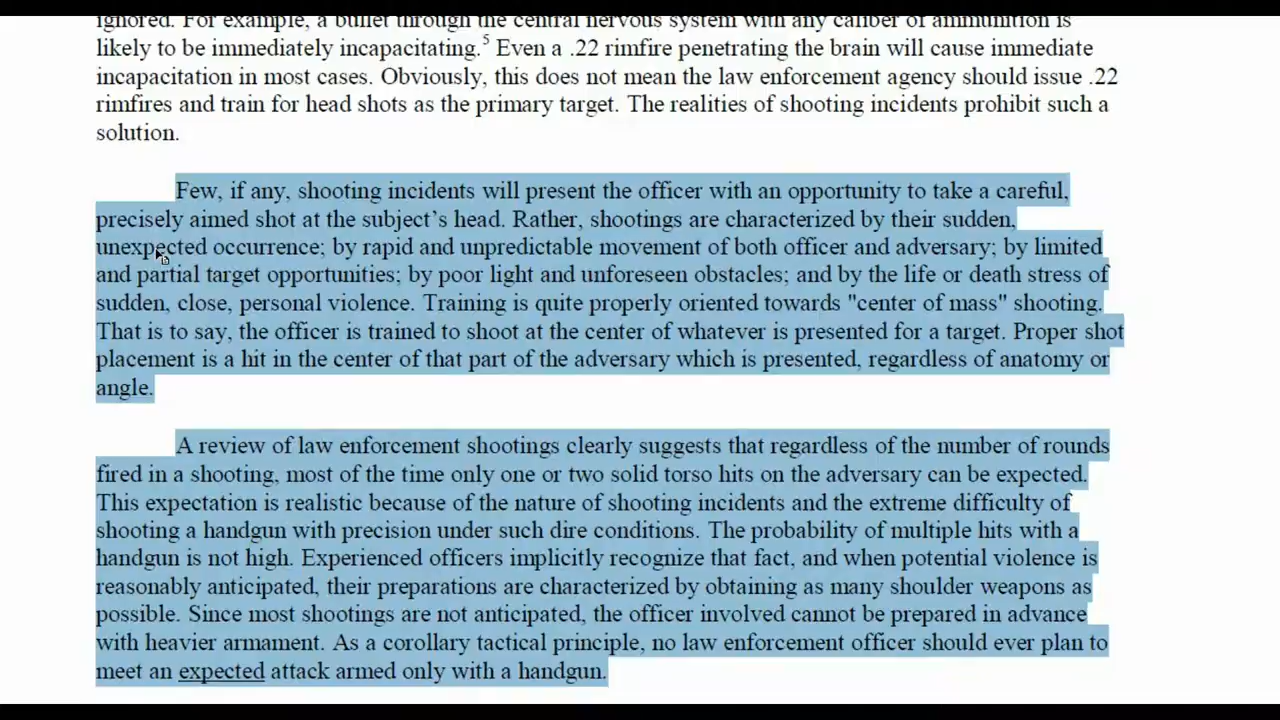 ignored. For example, a bullet through the central nervous system with any caliber of ammunition is
likely to be immediately incapacitating.5 Even a .22 rimfire penetrating the brain will cause immediate
incapacitation in most cases. Obviously, this does not mean the law enforcement agency should issue .22
rimfires and train for head shots as the primary target. The realities of shooting incidents prohibit such a
solution.
Few, if any, shooting incidents will present the officer with an opportunity to take a careful,
precisely aimed shot at the subject’s head. Rather, shootings are characterized by their sudden,
unexpected occurrence; by rapid and unpredictable movement of both officer and adversary; by limited
and partial target opportunities; by poor light and unforeseen obstacles; and by the life or death stress of
sudden, close, personal violence. Training is quite properly oriented towards "center of mass" shooting.
That is to say, the officer is trained to shoot at the center of whatever is presented for a target. Proper shot
placement is a hit in the center of that part of the adversary which is presented, regardless of anatomy or
angle.
A review of law enforcement shootings clearly suggests that regardless of the number of rounds
fired in a shooting, most of the time only one or two solid torso hits on the adversary can be expected.
This expectation is realistic because of the nature of shooting incidents and the extreme difficulty of
shooting a handgun with precision under such dire conditions. The probability of multiple hits with a
handgun is not high. Experienced officers implicitly recognize that fact, and when potential violence is
reasonably anticipated, their preparations are characterized by obtaining as many shoulder weapons as
possible. Since most shootings are not anticipated, the officer involved cannot be prepared in advance
with heavier armament. As a corollary tactical principle, no law enforcement officer should ever plan to
meet an expected attack armed only with a handgun.